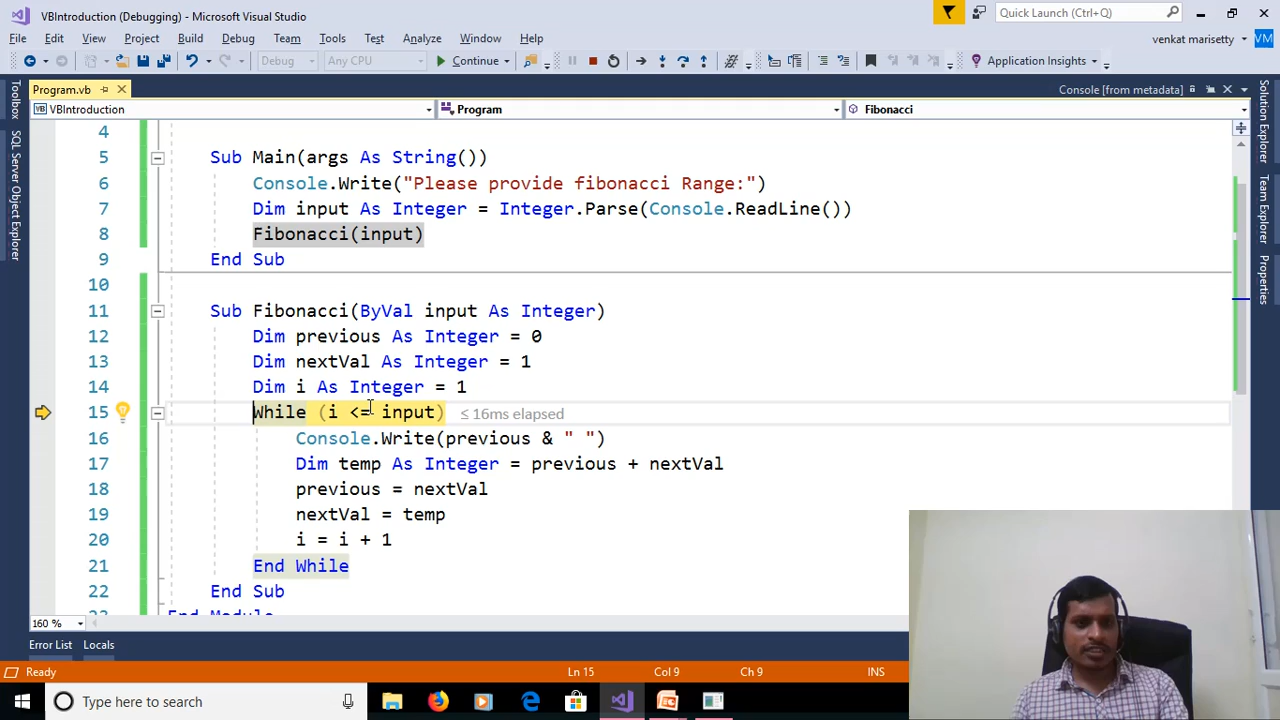 VBIntroduction (Debugging) - Microsoft Visual Studio
Quick Launch (Ctrl+Q)
File Edit View Project Build Debug Team Tools Test Analyze Window Help
venkat marisetty VM
Debug Any CPU Continue Application Insights
Program.vb
Console [from metadata]
VBIntroduction Program Fibonacci
Toolbox
SQL Server Object Explorer
Solution Explorer
Team Explorer
Properties
4
5 Sub Main(args As String())
6 Console.Write("Please provide fibonacci Range:")
7 Dim input As Integer = Integer.Parse(Console.ReadLine())
8 Fibonacci(input)
9 End Sub
10
11 Sub Fibonacci(ByVal input As Integer)
12 Dim previous As Integer = 0
13 Dim nextVal As Integer = 1
14 Dim i As Integer = 1
15 While (i <= input) ≤ 16ms elapsed
16 Console.Write(previous & " ")
17 Dim temp As Integer = previous + nextVal
18 previous = nextVal
19 nextVal = temp
20 i = i + 1
21 End While
22 End Sub
23 End Module
160 %
Error List Locals
Ready Ln 15 Col 9 Ch 9 INS
Type here to search